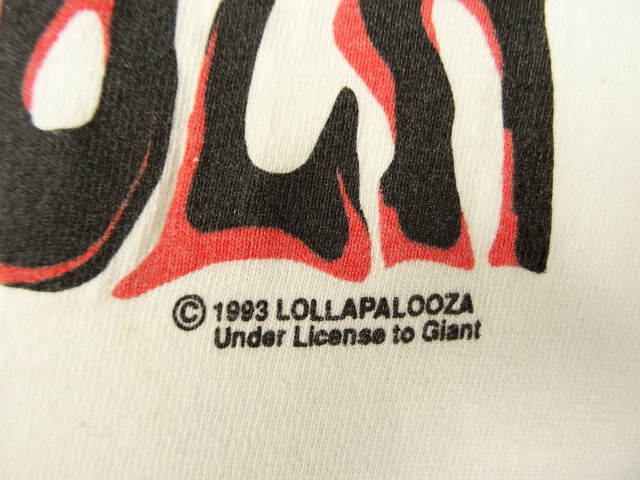 © 1993 LOLLAPALOOZA
Under License to Giant